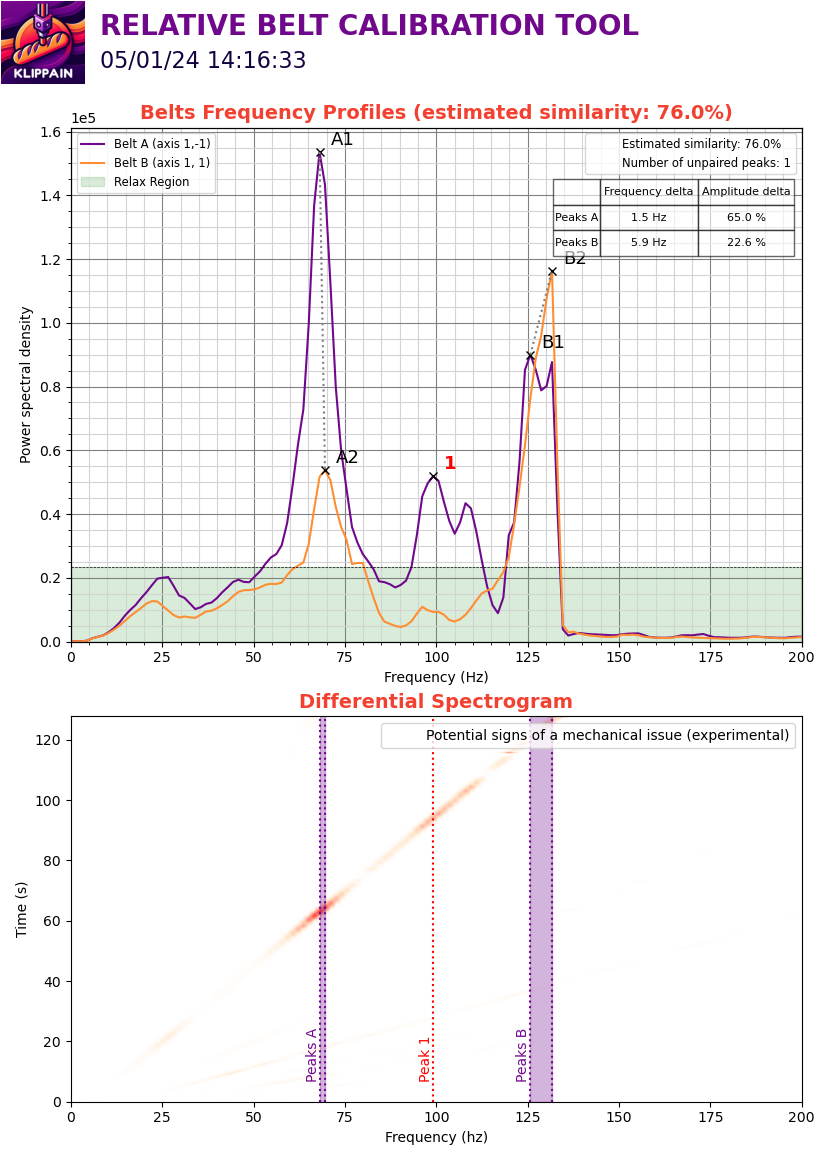 KLIPPAIN
RELATIVE BELT CALIBRATION TOOL
05/01/24 14:16:33
Belts Frequency Profiles (estimated similarity: 76.0%)
1e5
Belt A (axis 1,-1)
Belt B (axis 1, 1)
Relax Region
Estimated similarity: 76.0%
Number of unpaired peaks: 1
Frequency delta Amplitude delta
Peaks A 1.5 Hz 65.0 %
Peaks B 5.9 Hz 22.6 %
A1
A2
1
B1
B2
1.6
1.4
1.2
1.0
0.8
0.6
0.4
0.2
0.0
Power spectral density
0 25 50 75 100 125 150 175 200
Frequency (Hz)
Differential Spectrogram
Potential signs of a mechanical issue (experimental)
120
100
80
60
40
20
0
Time (s)
Peaks A
Peak 1
Peaks B
0 25 50 75 100 125 150 175 200
Frequency (hz)